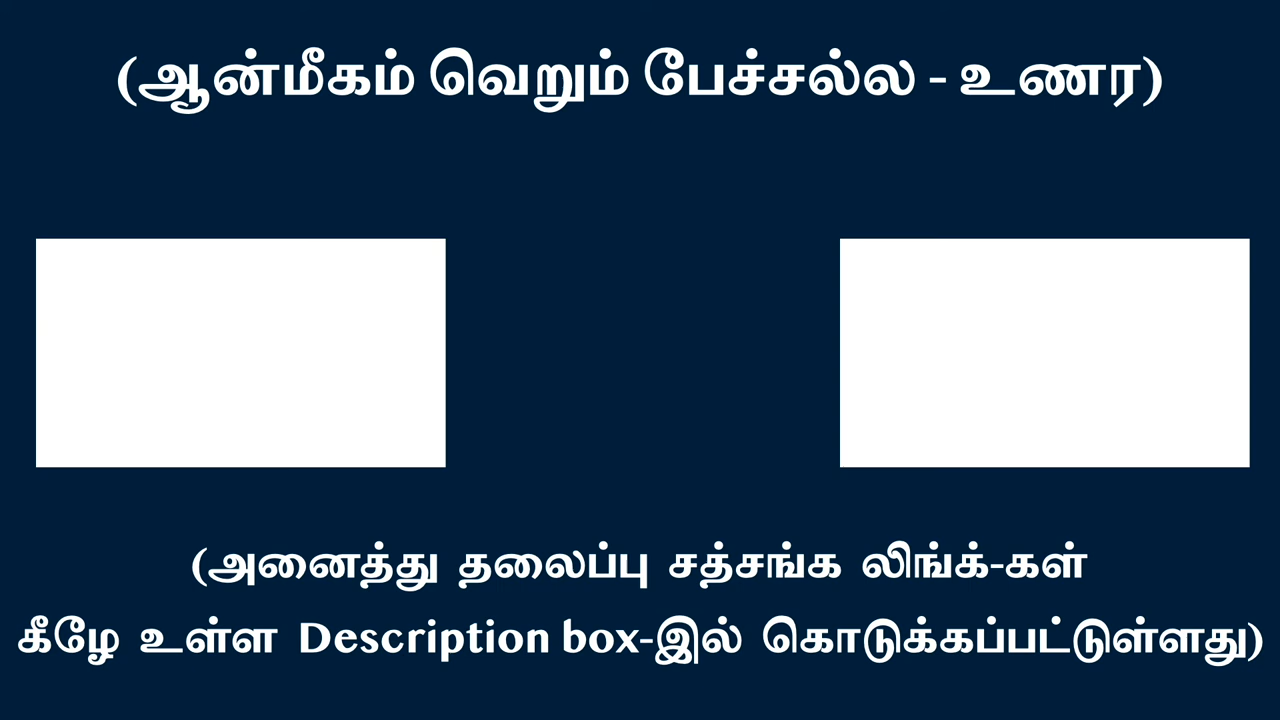 (ஆன்மீகம் வெறும் பேச்சல்ல - உணர)
(அனைத்து தலைப்பு சத்சங்க லிங்க்-கள்
கீழே உள்ள Description box-இல் கொடுக்கப்பட்டுள்ளது)